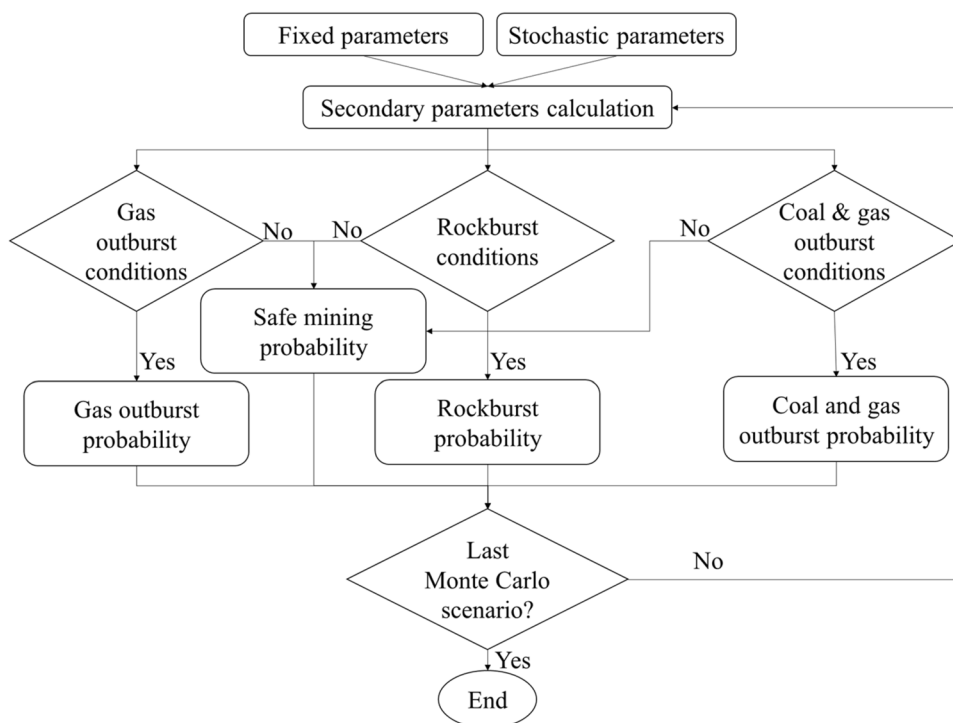 Fixed parameters
Stochastic parameters
Secondary parameters calculation
Gas
outburst
conditions
No
No
Rockburst
conditions
No
Coal & gas
outburst
conditions
Safe mining
probability
Yes
Yes
Yes
Gas outburst
probability
Rockburst
probability
Coal and gas
outburst probability
Last
Monte Carlo
scenario?
No
Yes
End